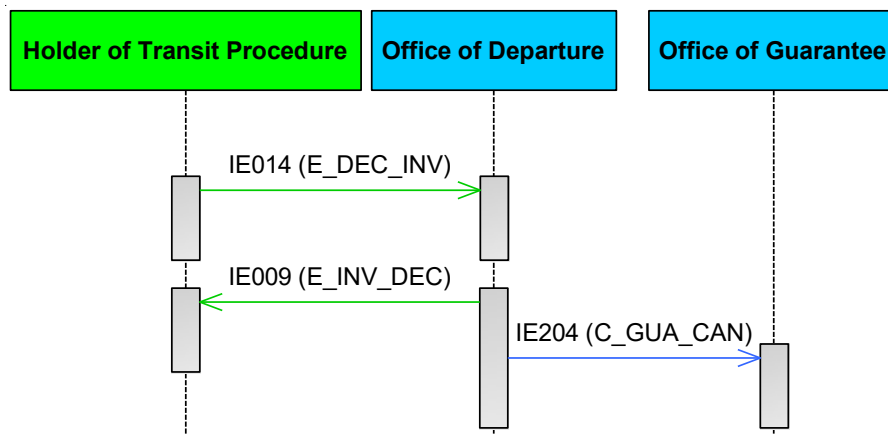 Holder of Transit Procedure
Office of Departure
Office of Guarantee
IE014 (E_DEC_INV)
IE009 (E_INV_DEC)
IE204 (C_GUA_CAN)